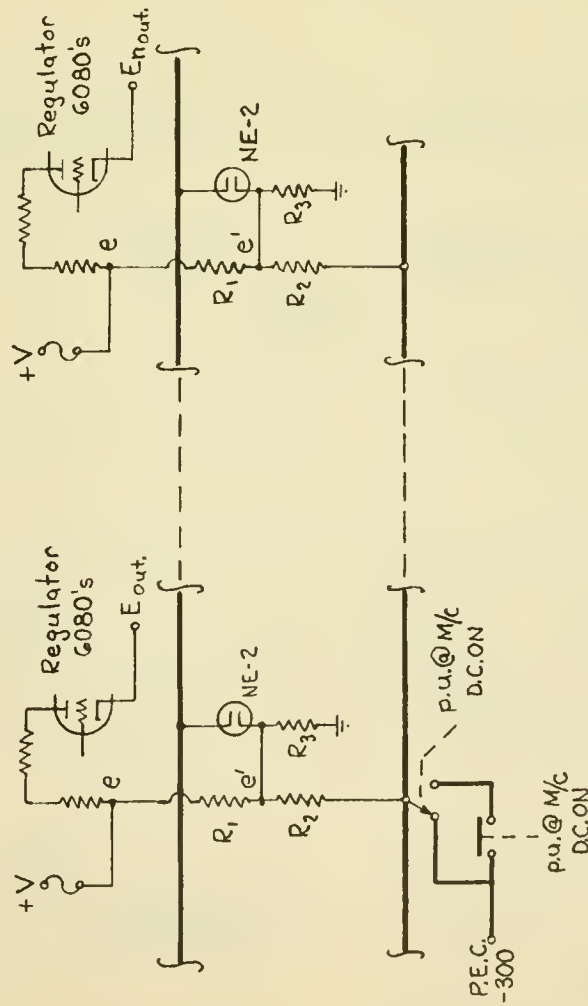 +V
Regulator
6080's
e
E out.
R1
e'
NE-2
R2
R3
p.u.@ M/c
D.C. ON
p.u.@ M/c
D.C. ON
P.E.C.
-300
+V
Regulator
6080's
e
En out.
R1
e'
NE-2
R2
R3